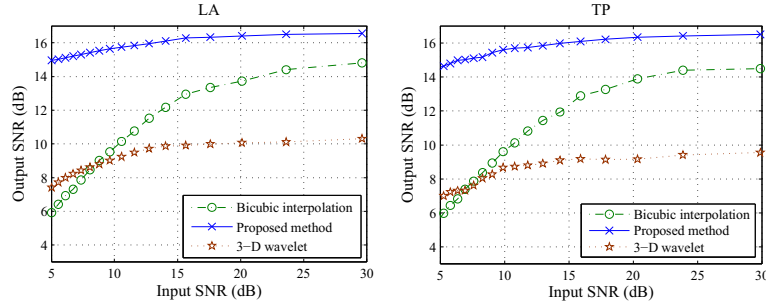 LA
Output SNR (dB)
16
14
12
10
8
6
4
5
10
15
20
25
30
Input SNR (dB)
Bicubic interpolation
Proposed method
3−D wavelet
TP
Output SNR (dB)
16
14
12
10
8
6
4
5
10
15
20
25
30
Input SNR (dB)
Bicubic interpolation
Proposed method
3−D wavelet